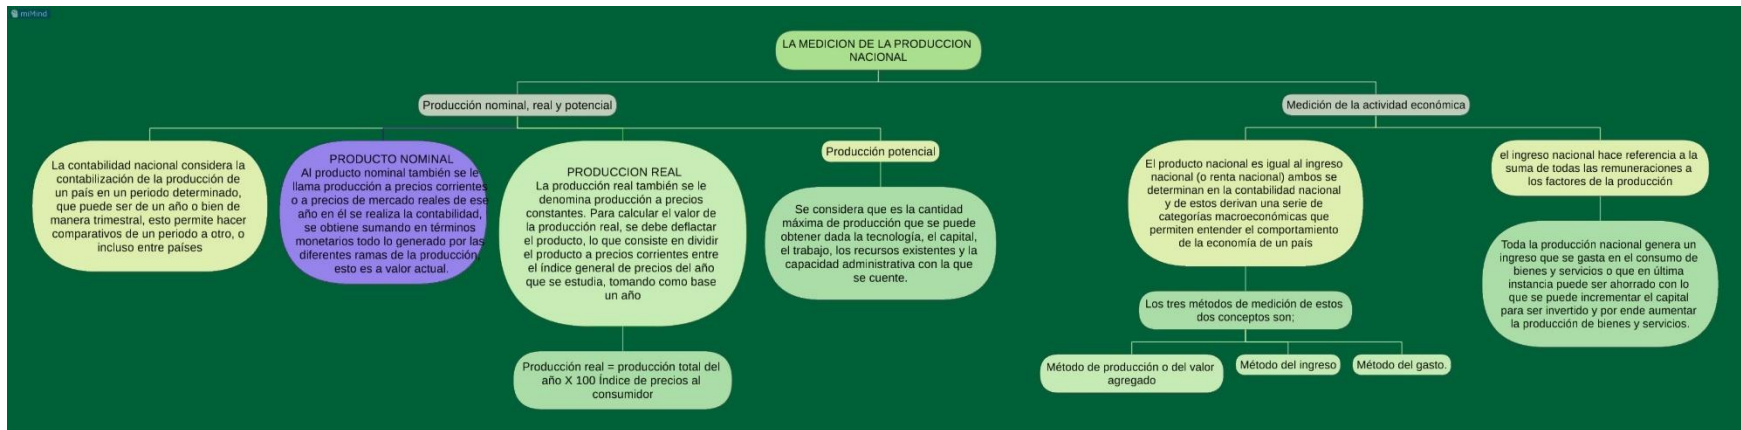 miMind
LA MEDICION DE LA PRODUCCION
NACIONAL
Producción nominal, real y potencial
Medición de la actividad económica
La contabilidad nacional considera la
contabilización de la producción de
un país en un periodo determinado,
que puede ser de un año o bien de
manera trimestral, esto permite hacer
comparativos de un periodo a otro, o
incluso entre países
PRODUCTO NOMINAL
Al producto nominal también se le
llama producción a precios corrientes
o a precios de mercado reales de ese
año en él se realiza la contabilidad,
se obtiene sumando en términos
monetarios todo lo generado por las
diferentes ramas de la producción,
esto es a valor actual.
PRODUCCION REAL
La producción real también se le
denomina producción a precios
constantes. Para calcular el valor de
la producción real, se debe deflactar
el producto, lo que consiste en dividir
el producto a precios corrientes entre
el índice general de precios del año
que se estudia, tomando como base
un año
Producción real = producción total del
año X 100 Índice de precios al
consumidor
Producción potencial
Se considera que es la cantidad
máxima de producción que se puede
obtener dada la tecnología, el capital,
el trabajo, los recursos existentes y la
capacidad administrativa con la que
se cuente.
El producto nacional es igual al ingreso
nacional (o renta nacional) ambos se
determinan en la contabilidad nacional
y de estos derivan una serie de
categorías macroeconómicas que
permiten entender el comportamiento
de la economía de un país
Los tres métodos de medición de estos
dos conceptos son;
Método de producción o del valor
agregado
Método del ingreso
Método del gasto.
el ingreso nacional hace referencia a la
suma de todas las remuneraciones a
los factores de la producción
Toda la producción nacional genera un
ingreso que se gasta en el consumo de
bienes y servicios o que en última
instancia puede ser ahorrado con lo
que se puede incrementar el capital
para ser invertido y por ende aumentar
la producción de bienes y servicios.